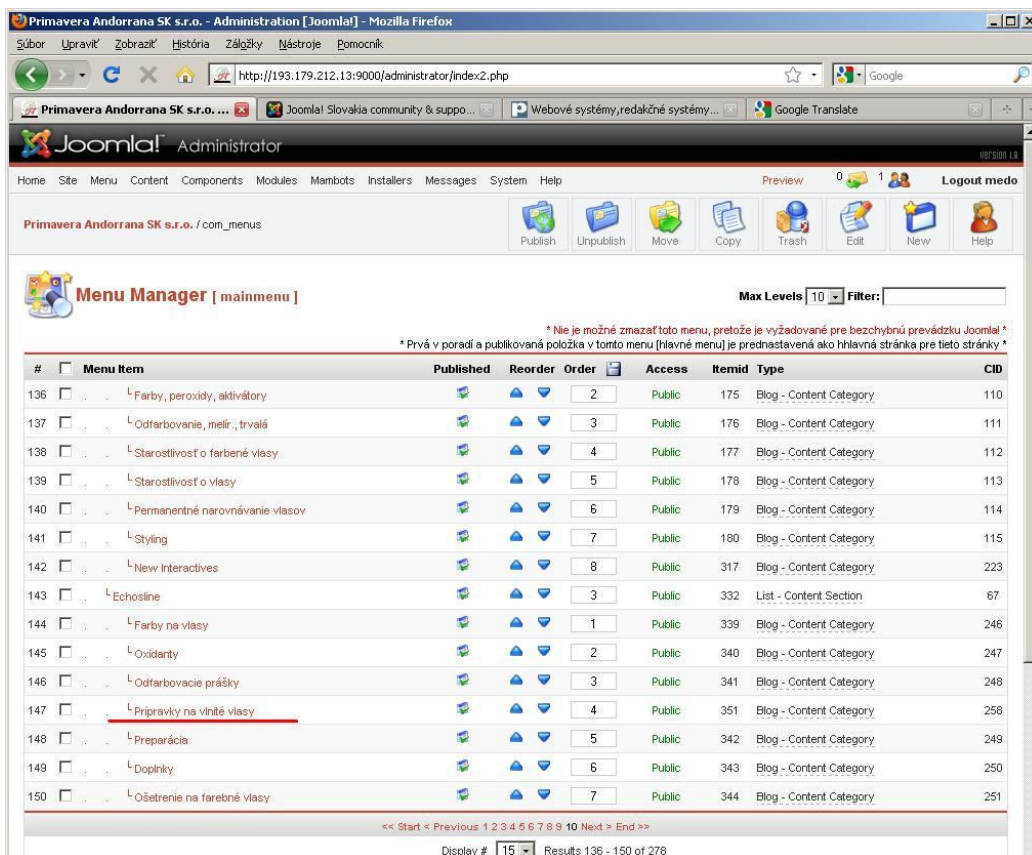 Primavera Andorrana SK s.r.o. - Administration [Joomla!] - Mozilla Firefox
Súbor Upraviť Zobraziť História Záložky Nástroje Pomocník
http://193.179.212.13:9000/administrator/index2.php Google
Primavera Andorrana SK s.r.o. ... Joomla! Slovakia community & suppo... Webové systémy,redakčné systémy... Google Translate
Joomla! Administrator
version 1.0
Home Site Menu Content Components Modules Mambots Installers Messages System Help Preview 0 1 Logout medo
Primavera Andorrana SK s.r.o. / com_menus
Publish Unpublish Move Copy Trash Edit New Help
Menu Manager [ mainmenu ] Max Levels 10 Filter:
* Nie je možné zmazať toto menu, pretože je vyžadované pre bezchybnú prevádzku Joomla! *
* Prvá v poradí a publikovaná položka v tomto menu [hlavné menu] je prednastavená ako hhlavná stránka pre tieto stránky *
# Menu Item Published Reorder Order Access Itemid Type CID
136 . . Farby, peroxidy, aktivátory 2 Public 175 Blog - Content Category 110
137 . . Odfarbovanie, melír., trvalá 3 Public 176 Blog - Content Category 111
138 . . Starostlivosť o farbené vlasy 4 Public 177 Blog - Content Category 112
139 . . Starostlivosť o vlasy 5 Public 178 Blog - Content Category 113
140 . . Permanentné narovnávanie vlasov 6 Public 179 Blog - Content Category 114
141 . . Styling 7 Public 180 Blog - Content Category 115
142 . . New Interactives 8 Public 317 Blog - Content Category 223
143 . Echosline 3 Public 332 List - Content Section 67
144 . . Farby na vlasy 1 Public 339 Blog - Content Category 246
145 . . Oxidanty 2 Public 340 Blog - Content Category 247
146 . . Odfarbovacie prášky 3 Public 341 Blog - Content Category 248
147 . . Prípravky na vlnité vlasy 4 Public 351 Blog - Content Category 258
148 . . Preparácia 5 Public 342 Blog - Content Category 249
149 . . Doplnky 6 Public 343 Blog - Content Category 250
150 . . Ošetrenie na farebné vlasy 7 Public 344 Blog - Content Category 251
<< Start < Previous 1 2 3 4 5 6 7 8 9 10 Next > End >>
Display # 15 Results 136 - 150 of 278